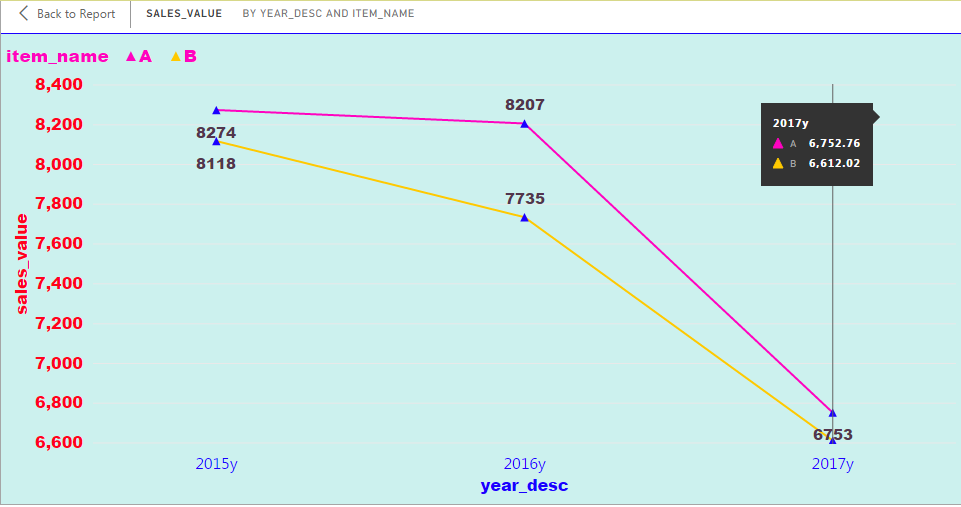 Back to Report SALES_VALUE BY YEAR_DESC AND ITEM_NAME
item_name A B
8,400
8,200
8,000
7,800
7,600
7,400
7,200
7,000
6,800
6,600
sales_value
8274
8118
8207
7735
6753
2017y
A 6,752.76
B 6,612.02
2015y 2016y 2017y
year_desc